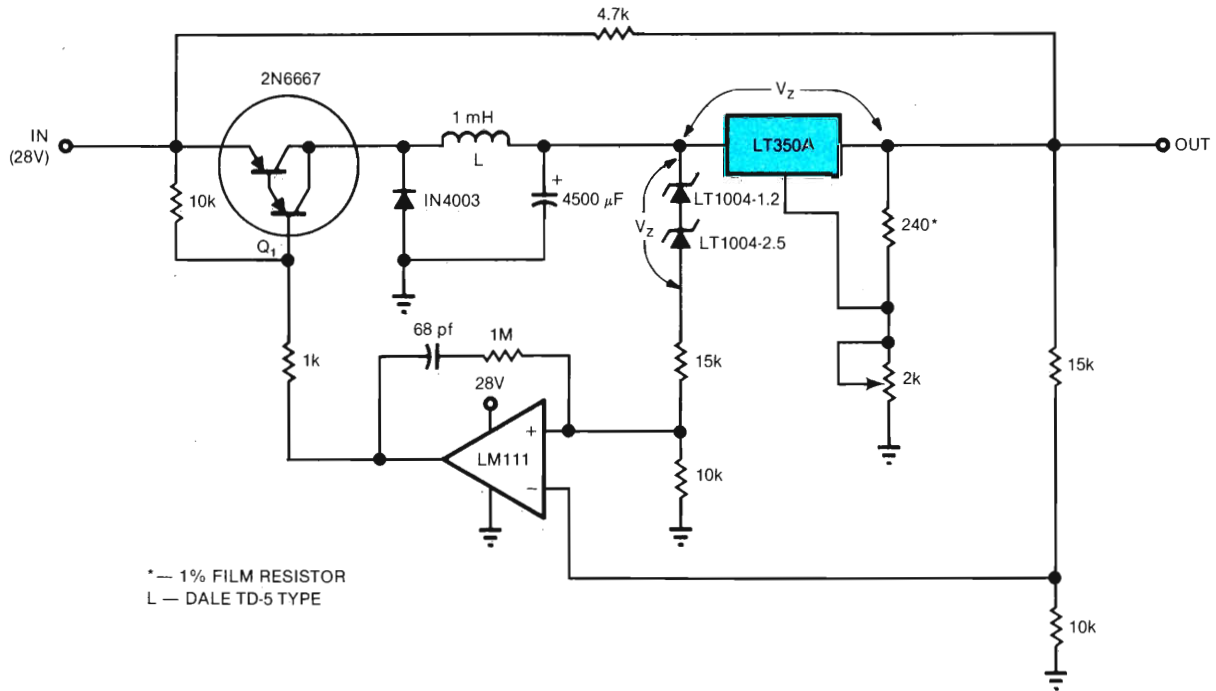 4.7k
2N6667
VZ
IN
(28V)
1 mH
L
LT350A
OUT
10k
IN4003
+
4500 μF
LT1004-1.2
VZ
LT1004-2.5
240*
Q1
68 pf
1M
1k
28V
15k
2k
15k
+
LM111
−
10k
*— 1% FILM RESISTOR
L — DALE TD-5 TYPE
10k